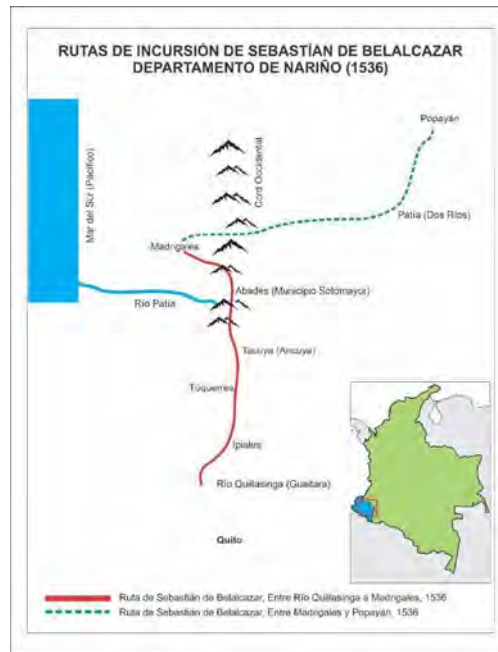 RUTAS DE INCURSIÓN DE SEBASTÍAN DE BELALCAZAR
DEPARTAMENTO DE NARIÑO (1536)
Popayán
Mar del Sur (Pacífico)
Cord Occidental
Patía (Dos Ríos)
Madrigales
Abades (Municipio Sotomayor)
Río Patía
Tacuya (Ancuya)
Túquerres
Ipiales
Río Quillasinga (Guaitara)
Quito
Ruta de Sebastián de Belalcazar, Entre Río Quillasinga a Madrigales, 1536
Ruta de Sebastián de Belalcazar, Entre Madrigales y Popayán, 1536